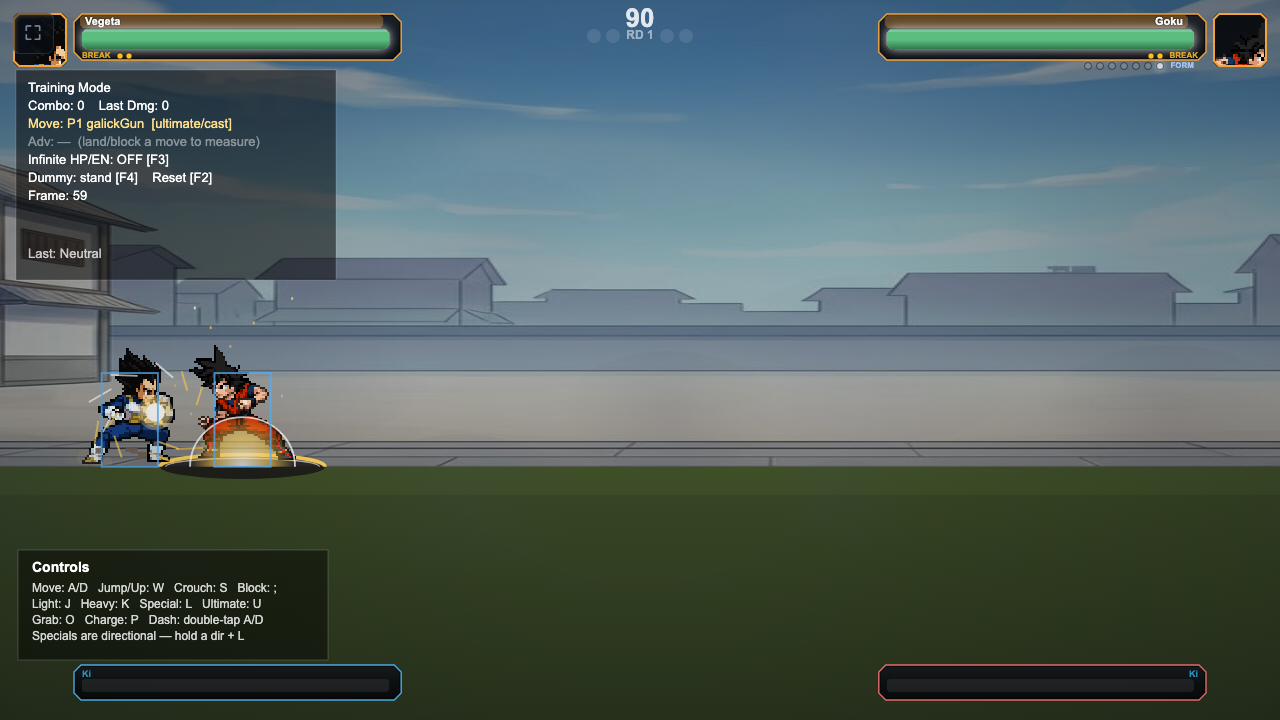 Vegeta
90
Goku
RD 1
BREAK
BREAK
FORM
Training Mode
Combo: 0    Last Dmg: 0
Move: P1 galickGun  [ultimate/cast]
Adv: —  (land/block a move to measure)
Infinite HP/EN: OFF [F3]
Dummy: stand [F4]    Reset [F2]
Frame: 59
Last: Neutral
Controls
Move: A/D   Jump/Up: W   Crouch: S   Block: ;
Light: J   Heavy: K   Special: L   Ultimate: U
Grab: O   Charge: P   Dash: double-tap A/D
Specials are directional — hold a dir + L
Ki
Ki